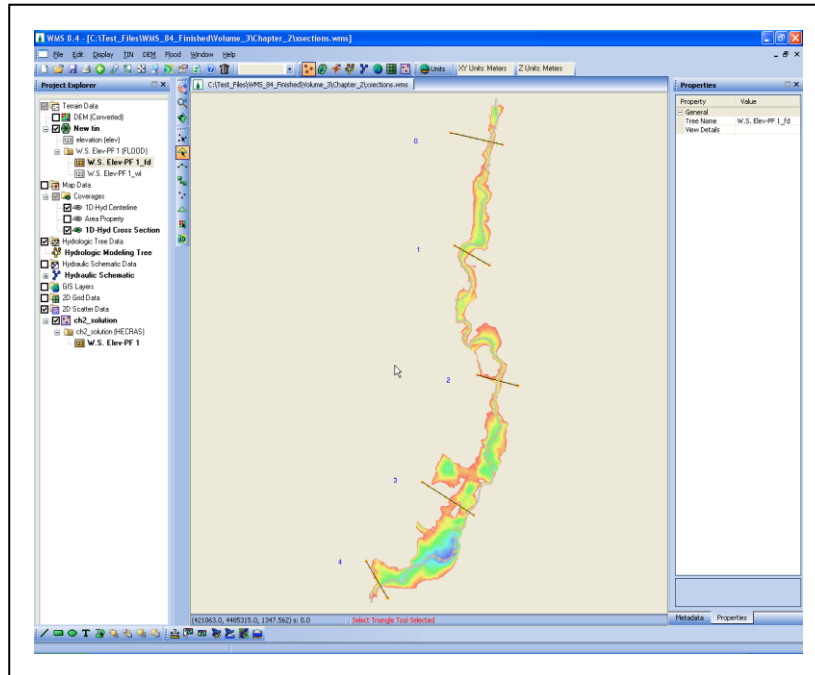 WMS 8.4 - [C:\Test_Files\WMS_84_Finished\Volume_3\Chapter_2\xsections.wms]
File Edit Display TIN DEM Flood Window Help
Units XY Units: Meters Z Units: Meters
Project Explorer
C:\Test_Files\WMS_84_Finished\Volume_3\Chapter_2\xsections.wms
Properties
Terrain Data
DEM (Converted)
New tin
elevation (elev)
W.S. Elev-PF 1 (FLOOD)
W.S. Elev-PF 1_fd
W.S. Elev-PF 1_wl
Map Data
Coverages
1D-Hyd Centerline
Area Property
1D-Hyd Cross Section
Hydrologic Tree Data
Hydrologic Modeling Tree
Hydraulic Schematic Data
Hydraulic Schematic
GIS Layers
2D Grid Data
2D Scatter Data
ch2_solution
ch2_solution (HECRAS)
W.S. Elev-PF 1
0
1
2
3
4
Property Value
General
Tree Name W.S. Elev-PF 1_fd
View Details
(421063.0, 4485315.0, 1347.562) s: 0.0 Select Triangle Tool Selected
Metadata Properties
T